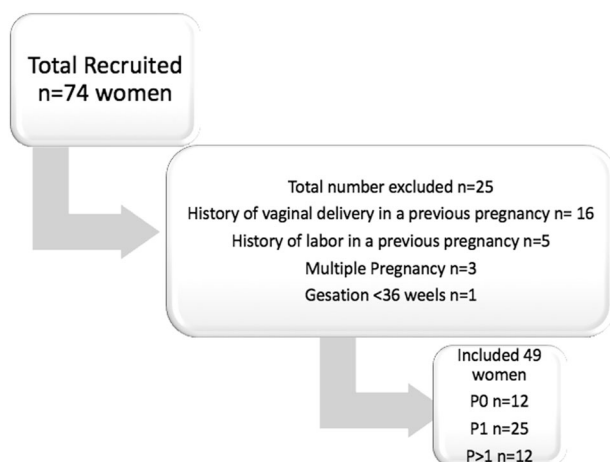 Total Recruited
n=74 women
Total number excluded n=25
History of vaginal delivery in a previous pregnancy n= 16
History of labor in a previous pregnancy n=5
Multiple Pregnancy n=3
Gesation <36 weels n=1
Included 49
women
P0 n=12
P1 n=25
P>1 n=12